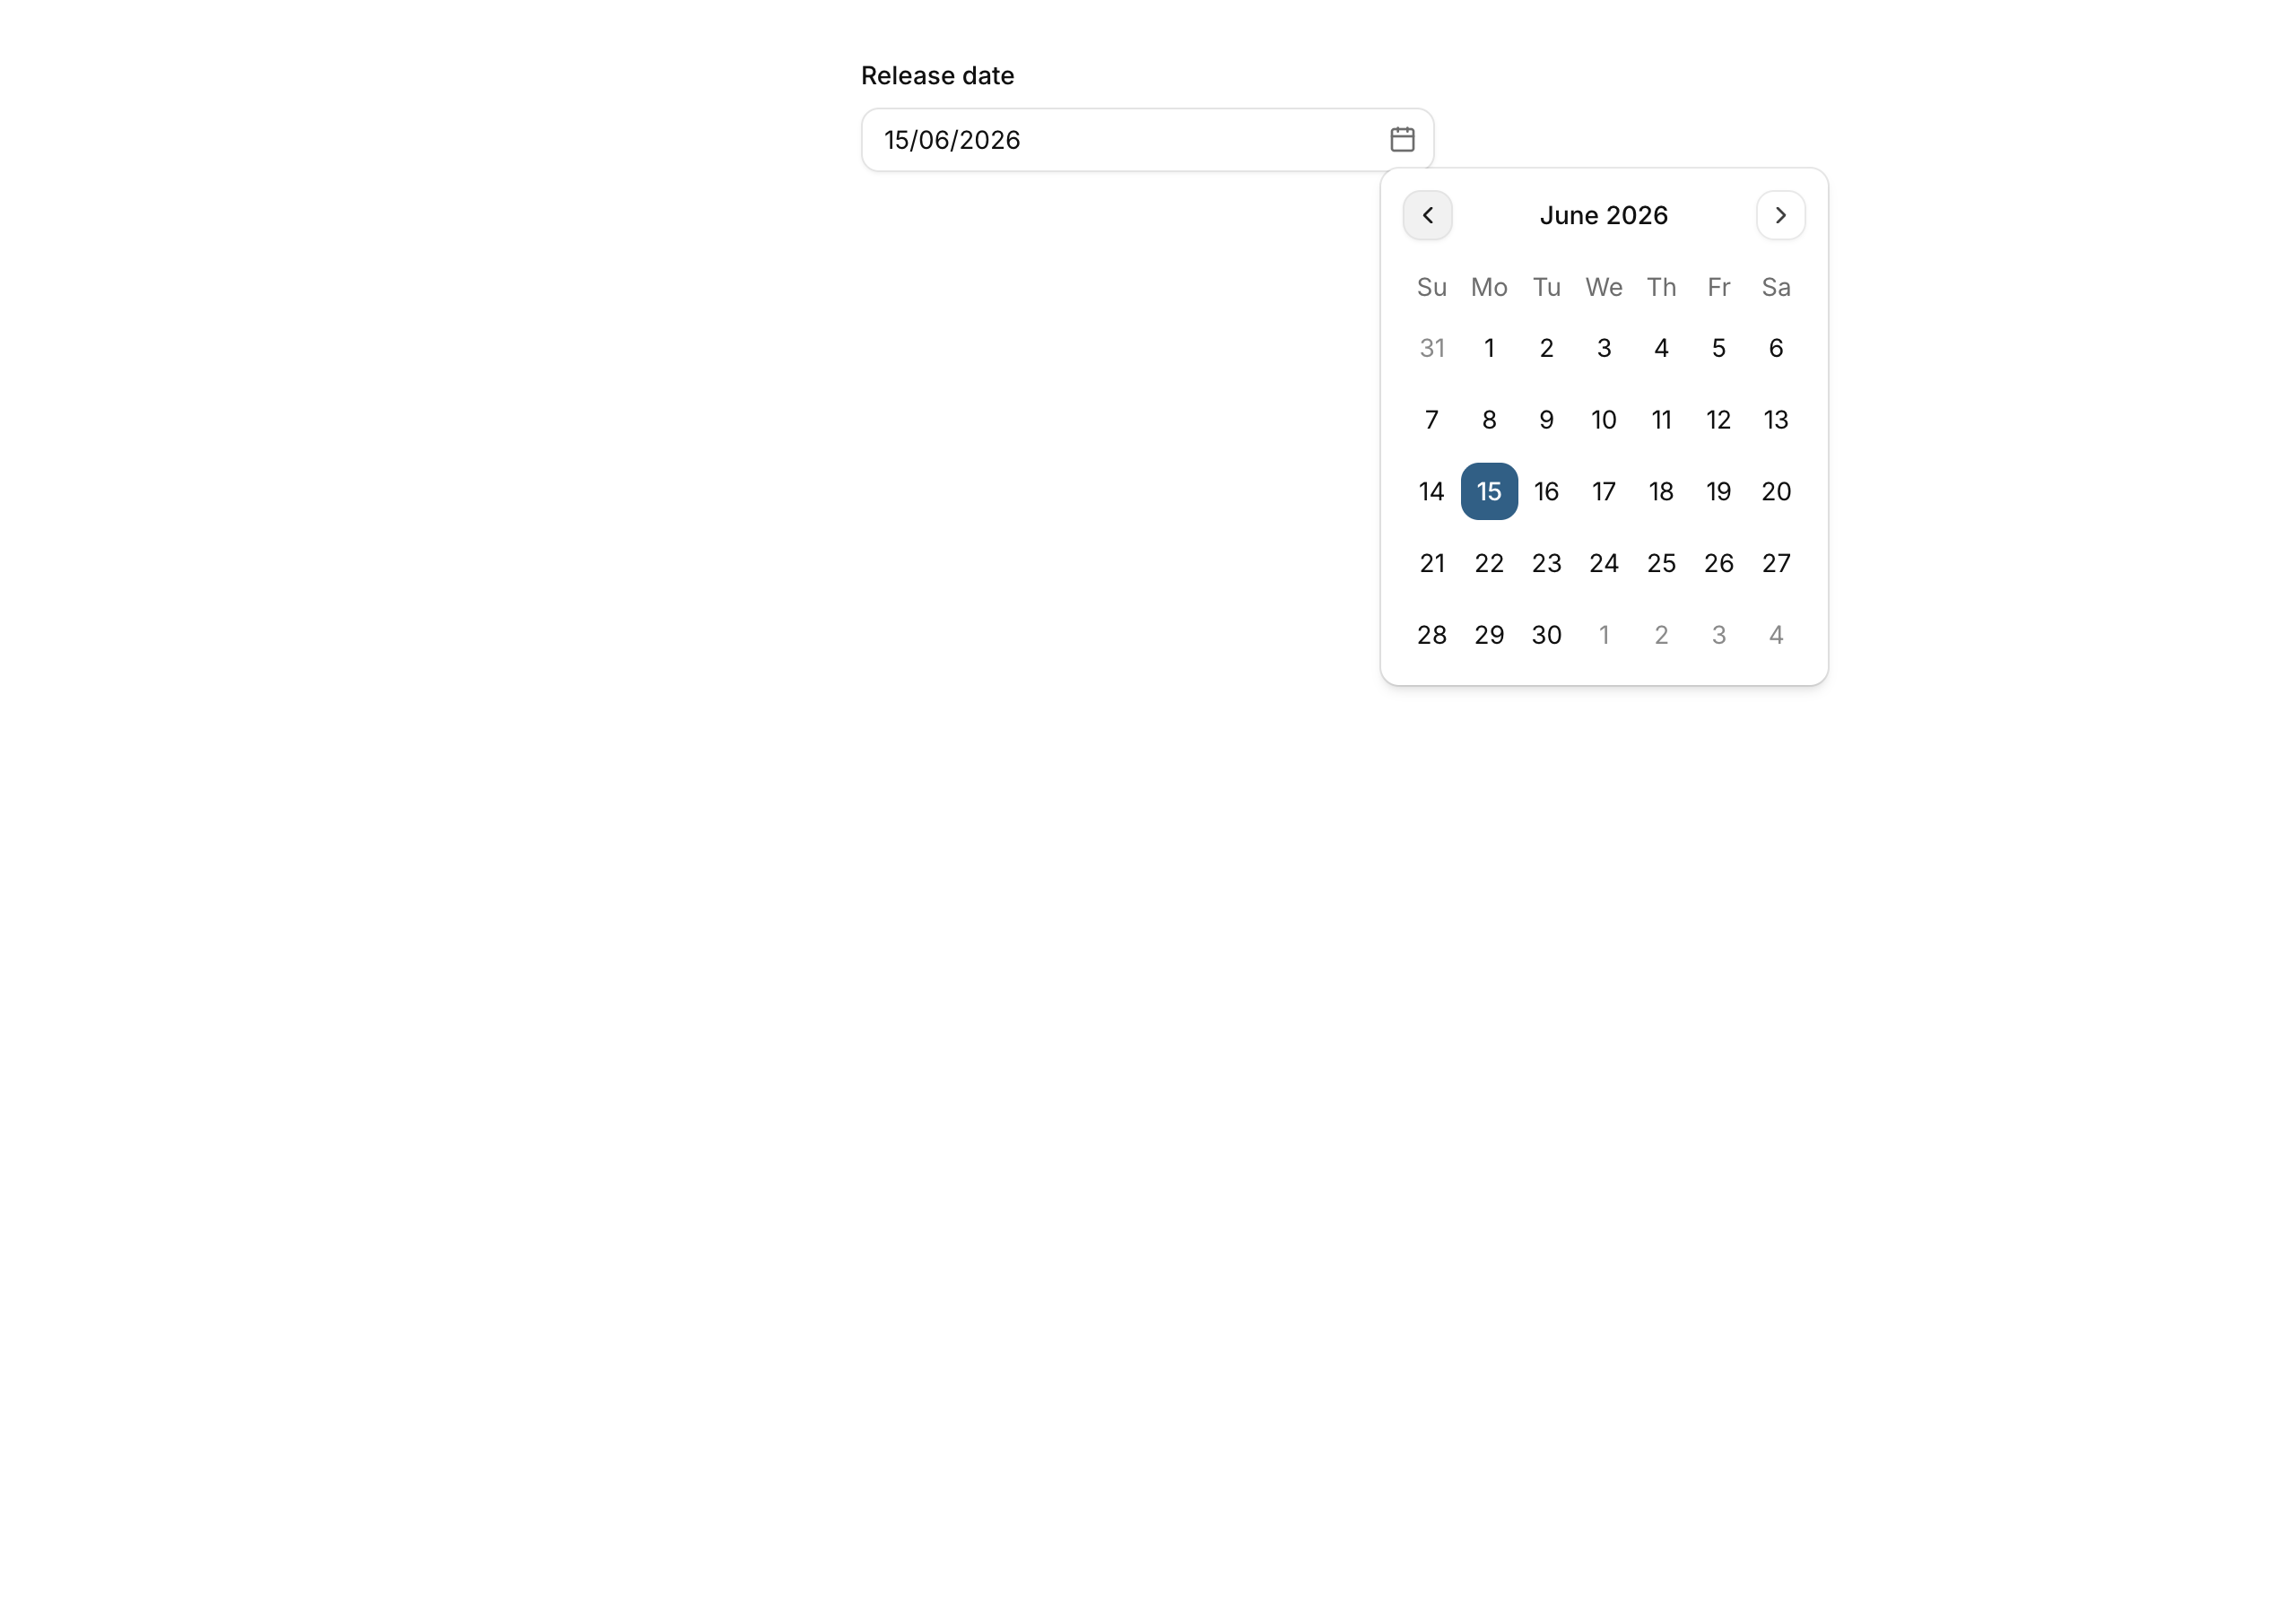 Release date
15/06/2026
June 2026
Su Mo Tu We Th Fr Sa
31 1 2 3 4 5 6
7 8 9 10 11 12 13
14 15 16 17 18 19 20
21 22 23 24 25 26 27
28 29 30 1 2 3 4